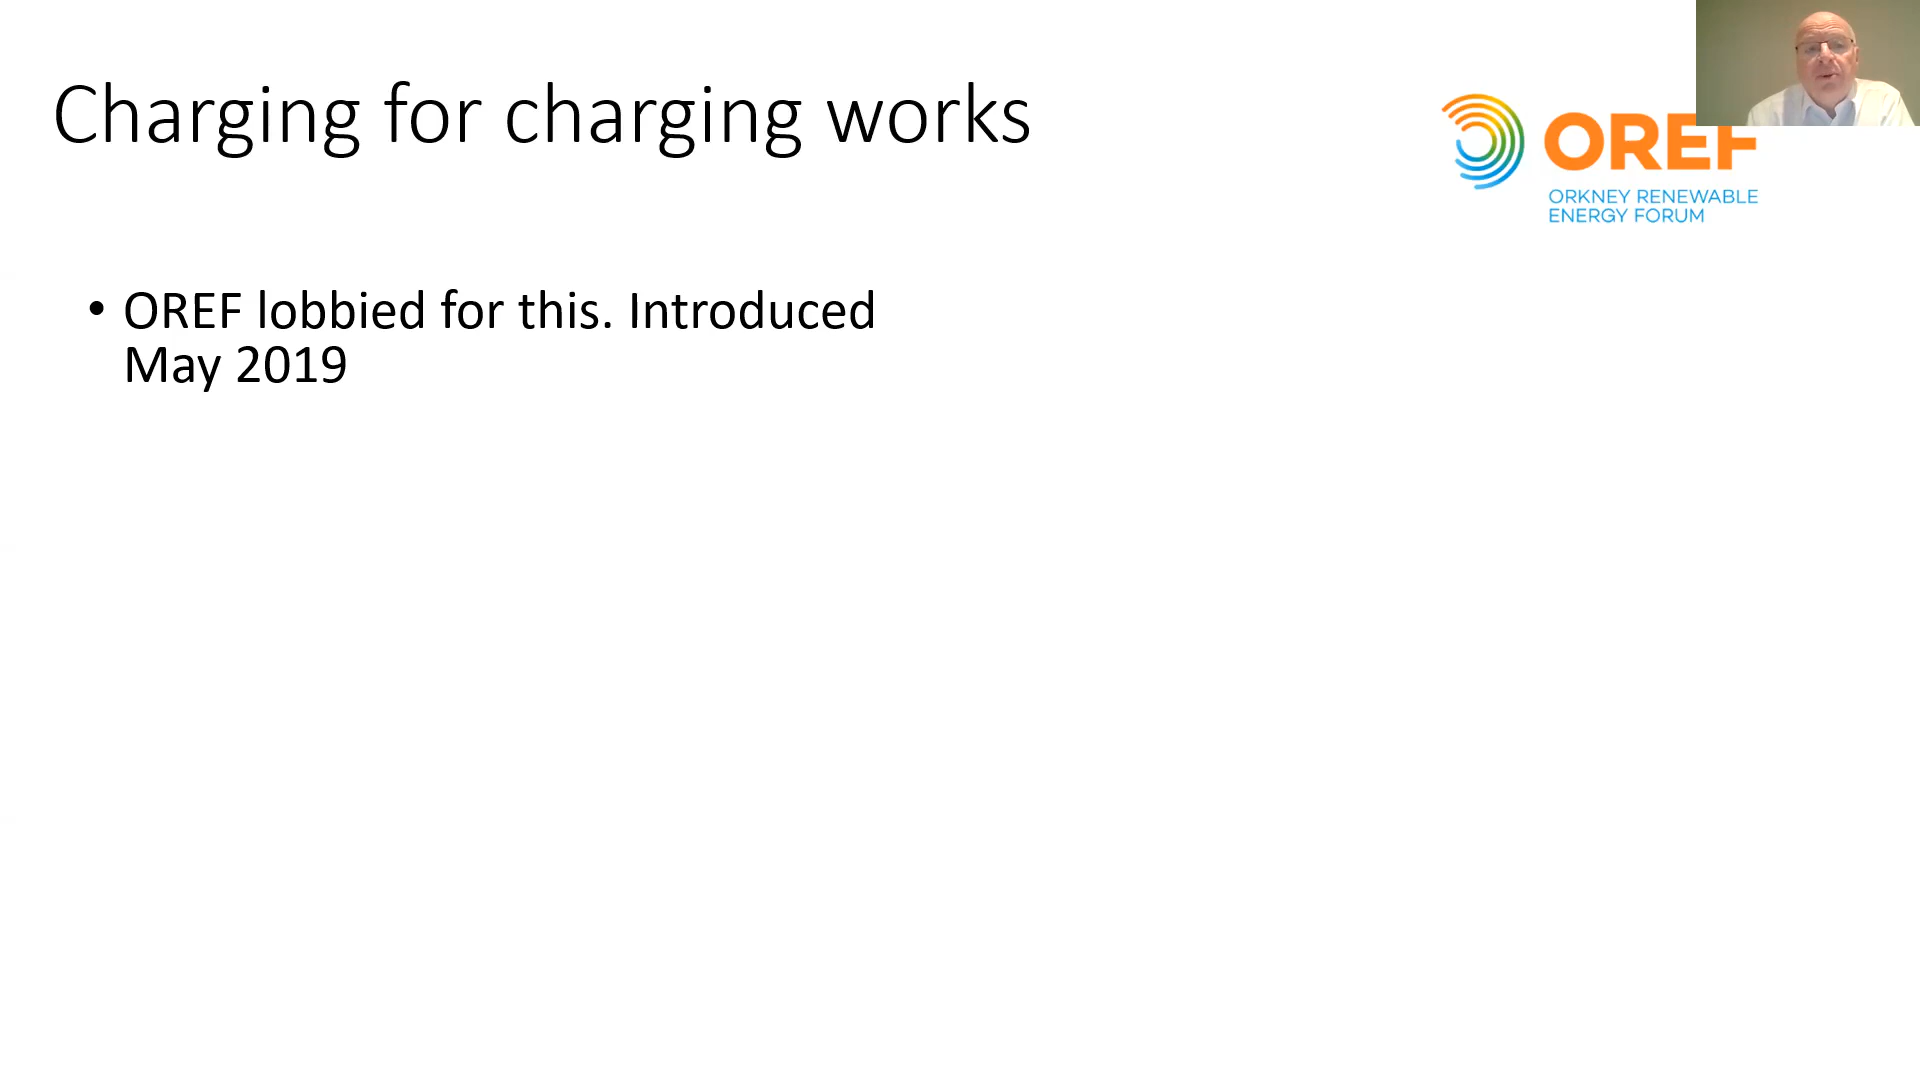 Charging for charging works
OREF
ORKNEY RENEWABLE
ENERGY FORUM
• OREF lobbied for this. Introduced
May 2019